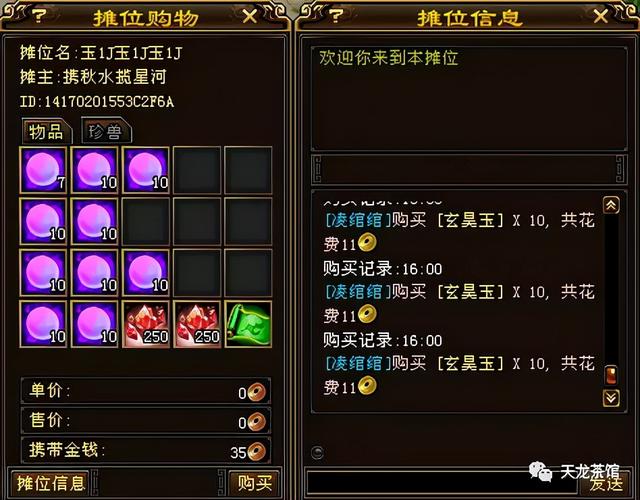 ?
摊位购物
摊位名:玉1J玉1J玉1J
摊主:携秋水揽星河
ID:14170201553C2F6A
物品
珍兽
7
10
10
10
10
10
10
10
10
10
250
250
单价:
0
售价:
0
携带金钱:
35
摊位信息
购买
?
摊位信息
欢迎你来到本摊位
购买记录:16:00
[凌绾绾]购买 [玄昊玉] X 10, 共花
费11
购买记录:16:00
[凌绾绾]购买 [玄昊玉] X 10, 共花
费11
购买记录:16:00
[凌绾绾]购买 [玄昊玉] X 10, 共花
费11
天龙茶馆
发送